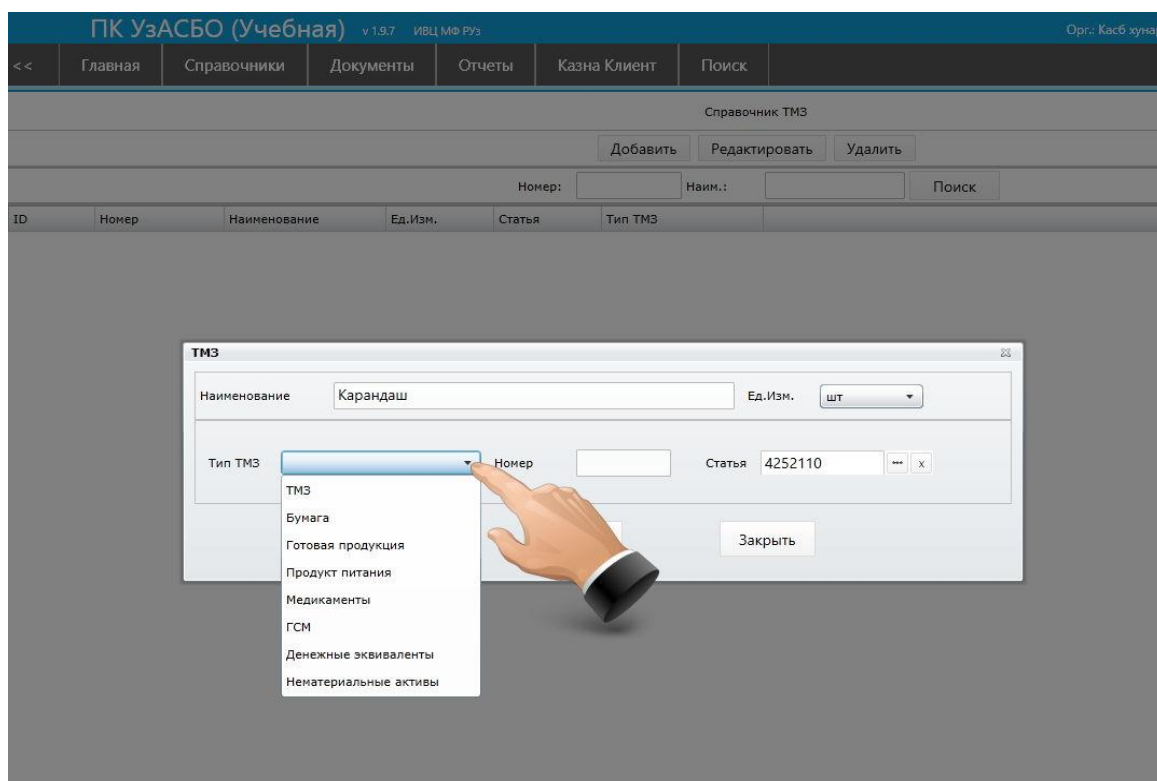 ПК УзАСБО (Учебная) v 1.9.7 ИВЦ МФ РУз Орг.: Касб хуна
<< Главная Справочники Документы Отчеты Казна Клиент Поиск
Справочник ТМЗ
Добавить Редактировать Удалить
Номер: Наим.: Поиск
ID Номер Наименование Ед.Изм. Статья Тип ТМЗ
ТМЗ
Наименование Карандаш Ед.Изм. шт
Тип ТМЗ Номер Статья 4252110 ... x
ТМЗ
Бумага
Готовая продукция
Закрыть
Продукт питания
Медикаменты
ГСМ
Денежные эквиваленты
Нематериальные активы